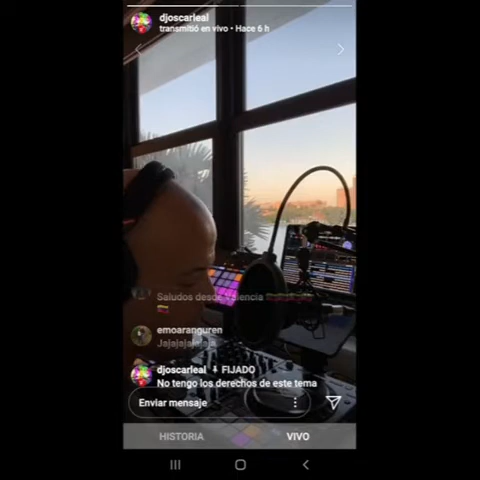 djoscarleal
transmitió en vivo • Hace 6 h
Saludos desde Valencia
emoaranguren
Jajajajajaja
djoscarleal FIJADO
No tengo los derechos de este tema
Enviar mensaje
HISTORIA
VIVO